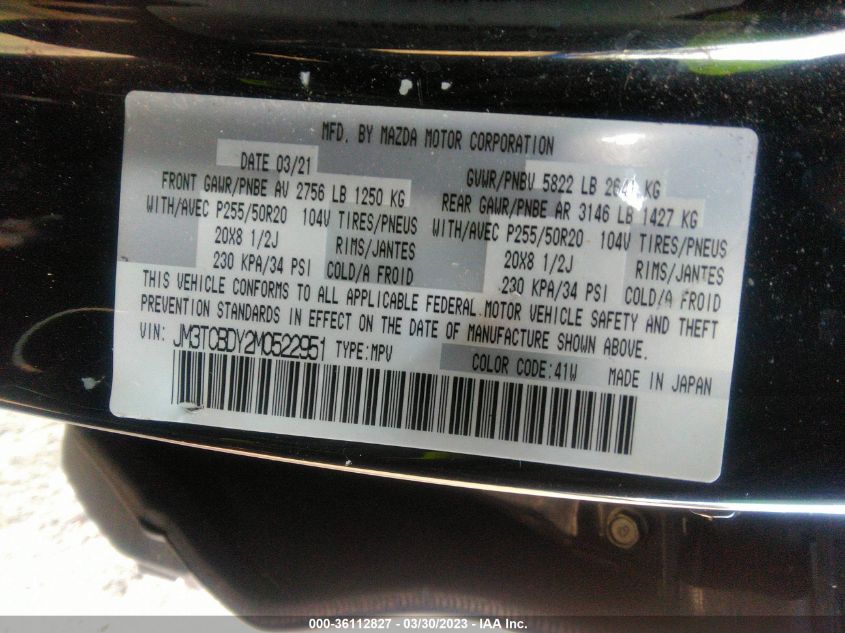 MFD. BY MAZDA MOTOR CORPORATION
DATE 03/21
GVWR/PNBV 5822 LB 2641 KG
FRONT GAWR/PNBE AV 2756 LB 1250 KG
REAR GAWR/PNBE AR 3146 LB 1427 KG
WITH/AVEC P255/50R20 104V TIRES/PNEUS
WITH/AVEC P255/50R20 104V TIRES/PNEUS
20X8 1/2J RIMS/JANTES
20X8 1/2J RIMS/JANTES
230 KPA/34 PSI COLD/A FROID
230 KPA/34 PSI COLD/A FROID
THIS VEHICLE CONFORMS TO ALL APPLICABLE FEDERAL MOTOR VEHICLE SAFETY AND THEFT
PREVENTION STANDARDS IN EFFECT ON THE DATE OF MANUFACTURE SHOWN ABOVE.
VIN: JM3TCBDY2M0522951 TYPE:MPV
COLOR CODE:41W MADE IN JAPAN
000-36112827 - 03/30/2023 - IAA Inc.